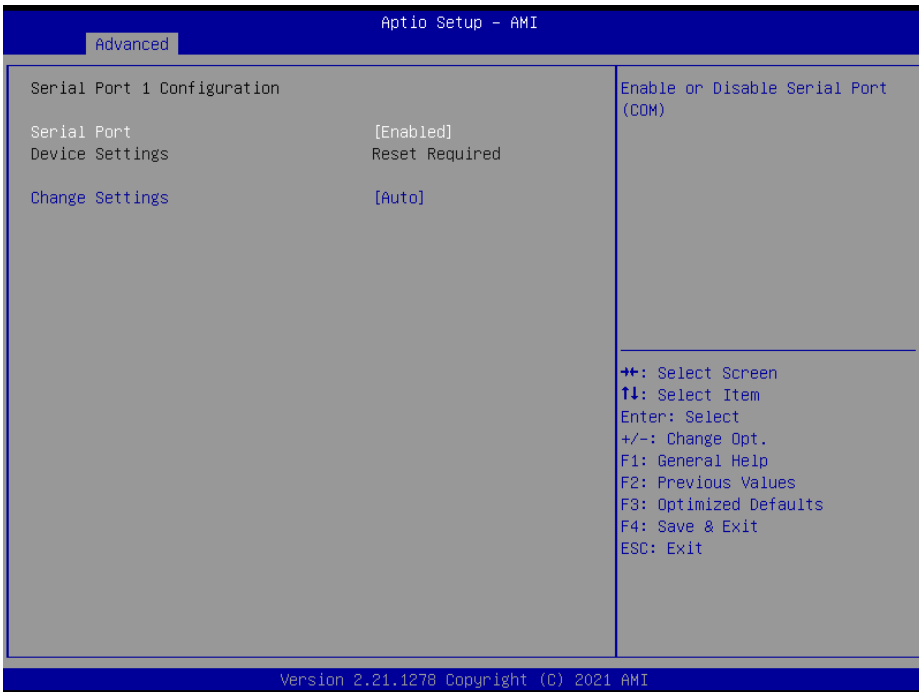 Aptio Setup – AMI
Advanced
Serial Port 1 Configuration
Serial Port [Enabled]
Device Settings Reset Required
Change Settings [Auto]
Enable or Disable Serial Port
(COM)
→←: Select Screen
↑↓: Select Item
Enter: Select
+/-: Change Opt.
F1: General Help
F2: Previous Values
F3: Optimized Defaults
F4: Save & Exit
ESC: Exit
Version 2.21.1278 Copyright (C) 2021 AMI